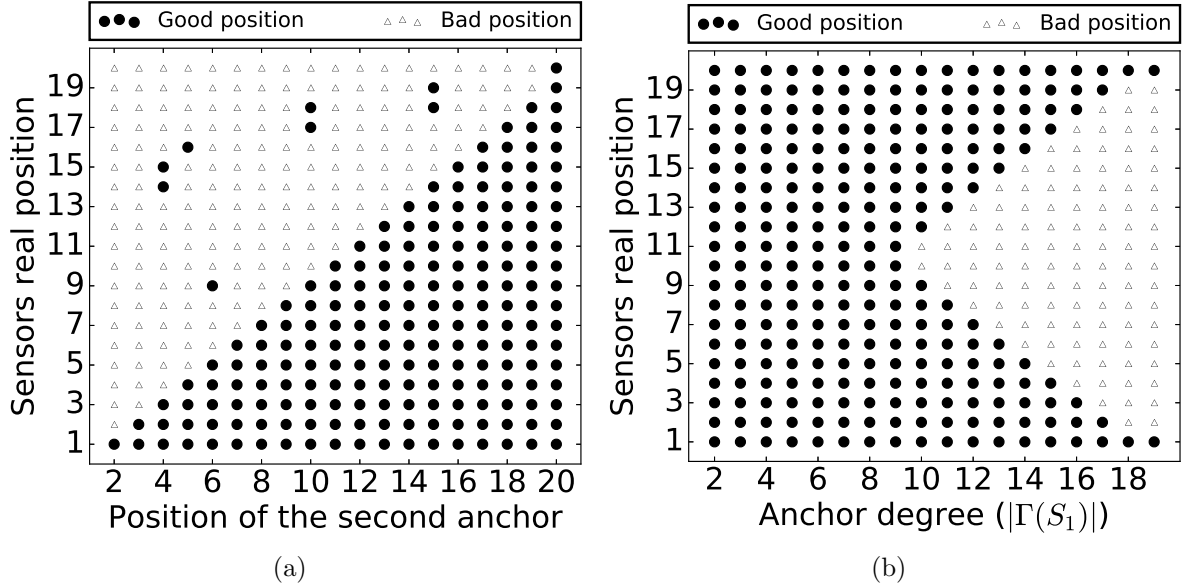 Good position Bad position
19
17
15
13
11
9
7
5
3
1
2 4 6 8 10 12 14 16 18 20
Sensors real position
Position of the second anchor
(a)
Good position Bad position
19
17
15
13
11
9
7
5
3
1
2 4 6 8 10 12 14 16 18
Sensors real position
Anchor degree (|Γ(S₁)|)
(b)